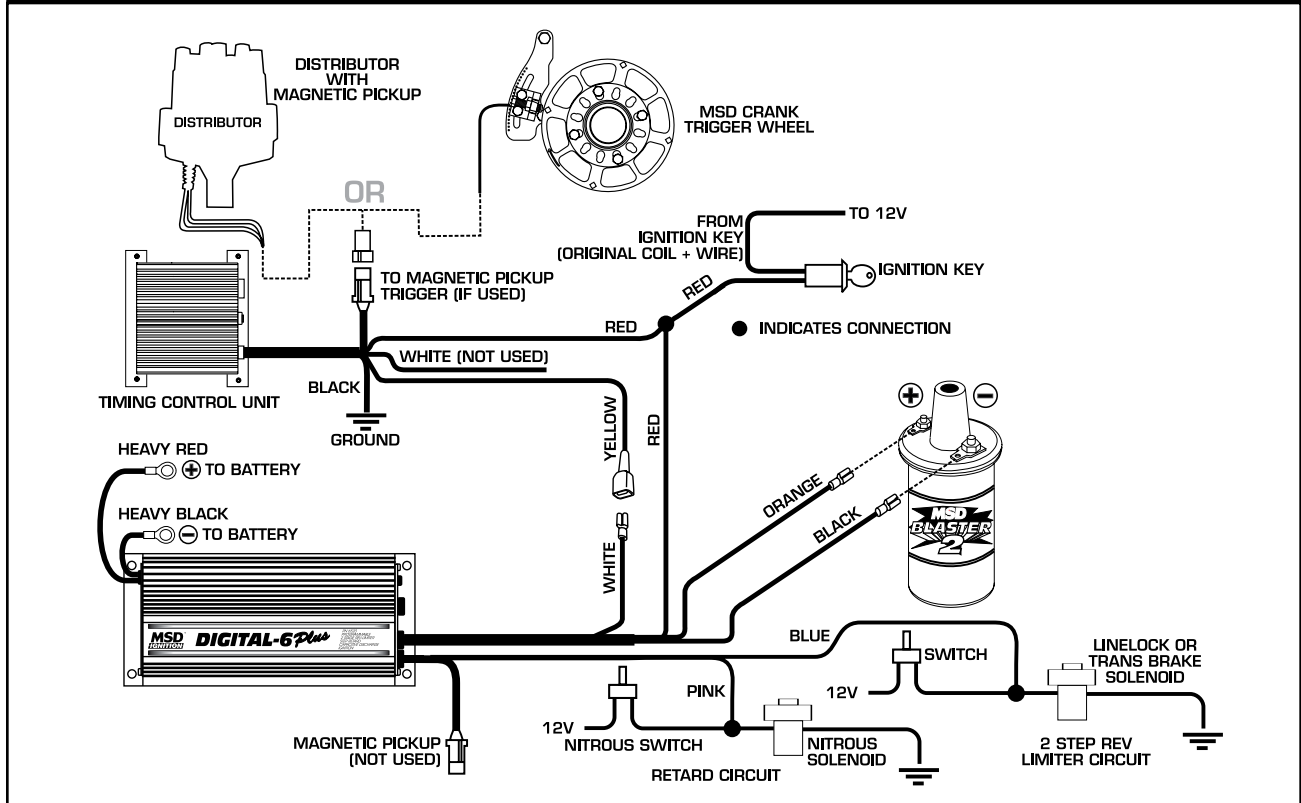 DISTRIBUTOR
WITH
MAGNETIC PICKUP
DISTRIBUTOR
MSD CRANK
TRIGGER WHEEL
OR
TO MAGNETIC PICKUP
TRIGGER (IF USED)
FROM
IGNITION KEY
(ORIGINAL COIL + WIRE)
TO 12V
IGNITION KEY
RED
RED
INDICATES CONNECTION
WHITE (NOT USED)
BLACK
GROUND
TIMING CONTROL UNIT
YELLOW
RED
+
−
HEAVY RED
+ TO BATTERY
HEAVY BLACK
− TO BATTERY
ORANGE
BLACK
MSD
BLASTER
2
WHITE
MSD
IGNITION
DIGITAL-6 Plus
BLUE
SWITCH
12V
LINELOCK OR
TRANS BRAKE
SOLENOID
PINK
12V
NITROUS SWITCH
NITROUS
SOLENOID
RETARD CIRCUIT
2 STEP REV
LIMITER CIRCUIT
MAGNETIC PICKUP
(NOT USED)